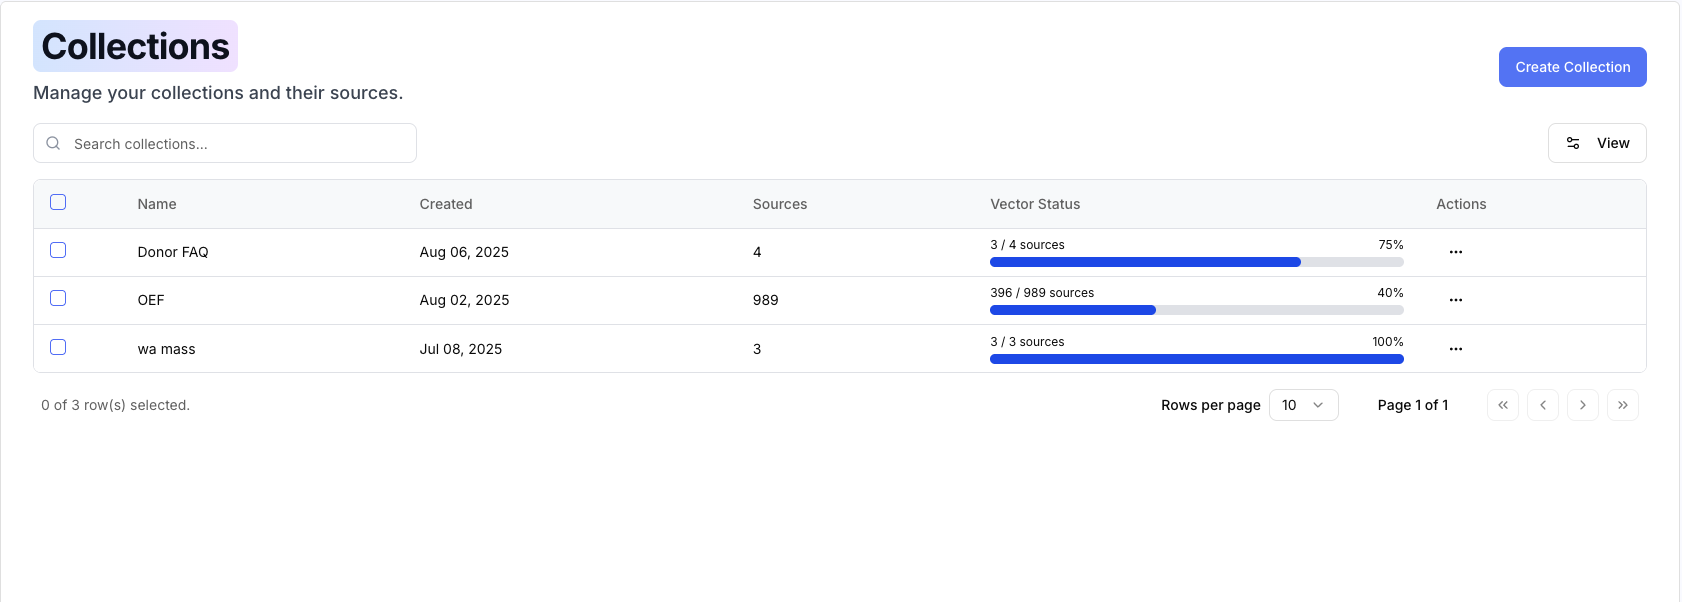 Collections
Manage your collections and their sources.
Create Collection
Search collections...
View
Name Created Sources Vector Status Actions
Donor FAQ Aug 06, 2025 4 3 / 4 sources 75%
OEF Aug 02, 2025 989 396 / 989 sources 40%
wa mass Jul 08, 2025 3 3 / 3 sources 100%
0 of 3 row(s) selected. Rows per page 10 Page 1 of 1